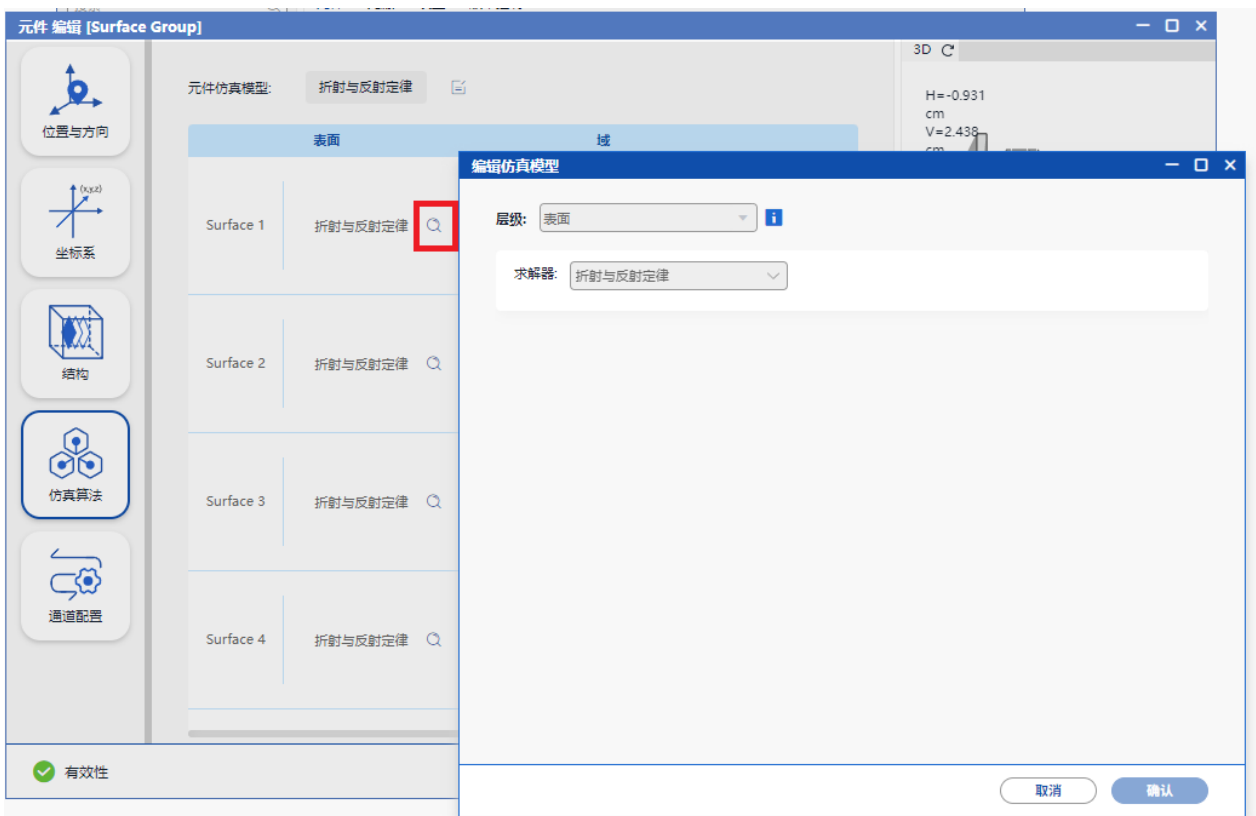 元件 编辑 [Surface Group]
3D
位置与方向
坐标系
结构
仿真算法
通道配置
元件仿真模型:
折射与反射定律
H=-0.931
cm
V=2.438
cm
表面
域
Surface 1
折射与反射定律
Surface 2
折射与反射定律
Surface 3
折射与反射定律
Surface 4
折射与反射定律
编辑仿真模型
层级:
表面
i
求解器:
折射与反射定律
取消
确认
有效性
(x,y,z)